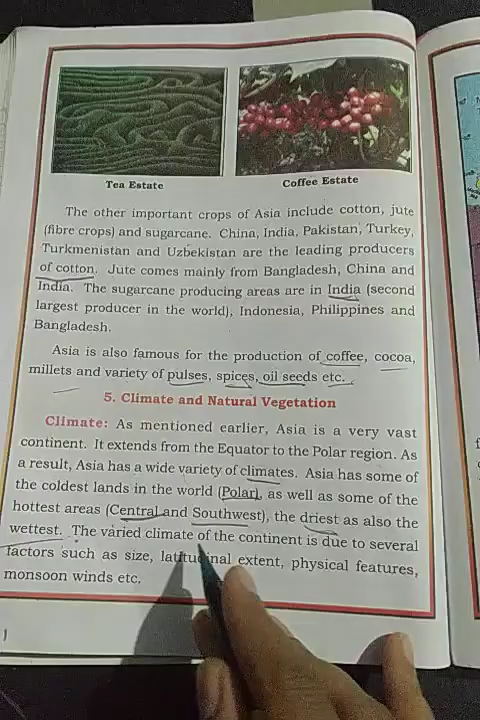 Tea Estate
Coffee Estate
The other important crops of Asia include cotton, jute
(fibre crops) and sugarcane. China, India, Pakistan, Turkey,
Turkmenistan and Uzbekistan are the leading producers
of cotton. Jute comes mainly from Bangladesh, China and
India. The sugarcane producing areas are in India (second
largest producer in the world), Indonesia, Philippines and
Bangladesh.
Asia is also famous for the production of coffee, cocoa,
millets and variety of pulses, spices, oil seeds etc.
5. Climate and Natural Vegetation
Climate: As mentioned earlier, Asia is a very vast
continent. It extends from the Equator to the Polar region. As
a result, Asia has a wide variety of climates. Asia has some of
the coldest lands in the world (Polar), as well as some of the
hottest areas (Central and Southwest), the driest as also the
wettest. The varied climate of the continent is due to several
factors such as size, latitudinal extent, physical features,
monsoon winds etc.